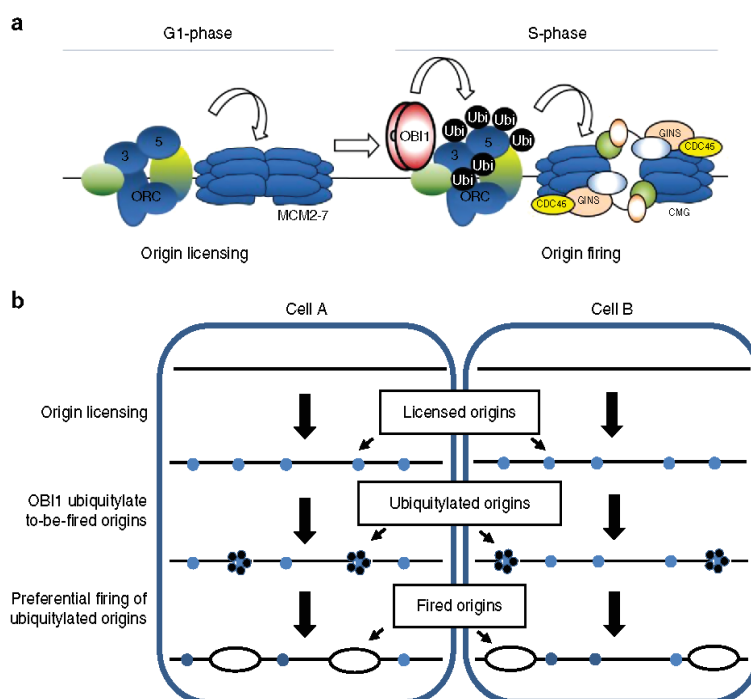 a
G1-phase
S-phase
OBI1
Ubi
Ubi
Ubi
Ubi
Ubi
Ubi
3
5
ORC
MCM2-7
3
5
ORC
GINS
CDC45
CDC45
GINS
CMG
Origin licensing
Origin firing
b
Cell A
Cell B
Origin licensing
Licensed origins
OBI1 ubiquitylate
to-be-fired origins
Ubiquitylated origins
Preferential firing of
ubiquitylated origins
Fired origins